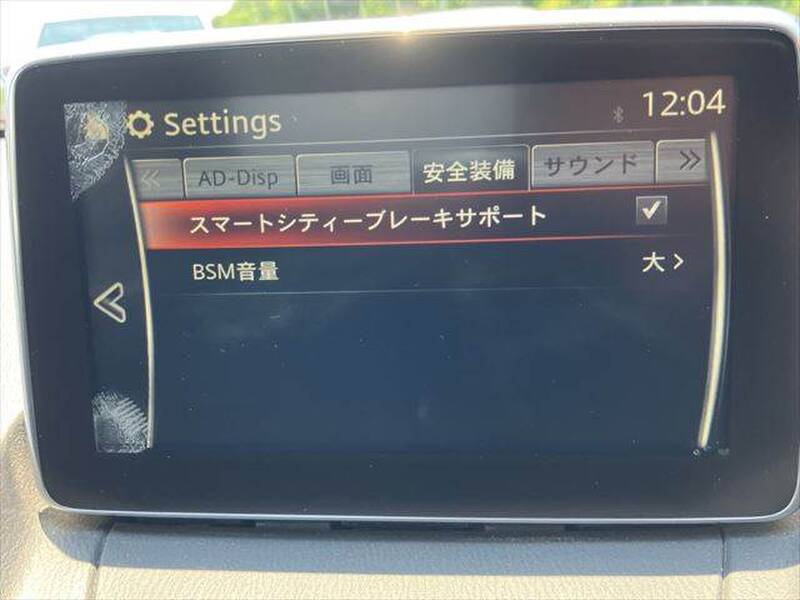 Settings 12:04
<< AD-Disp 画面 安全装備 サウンド >>
スマートシティーブレーキサポート
BSM音量 大 >